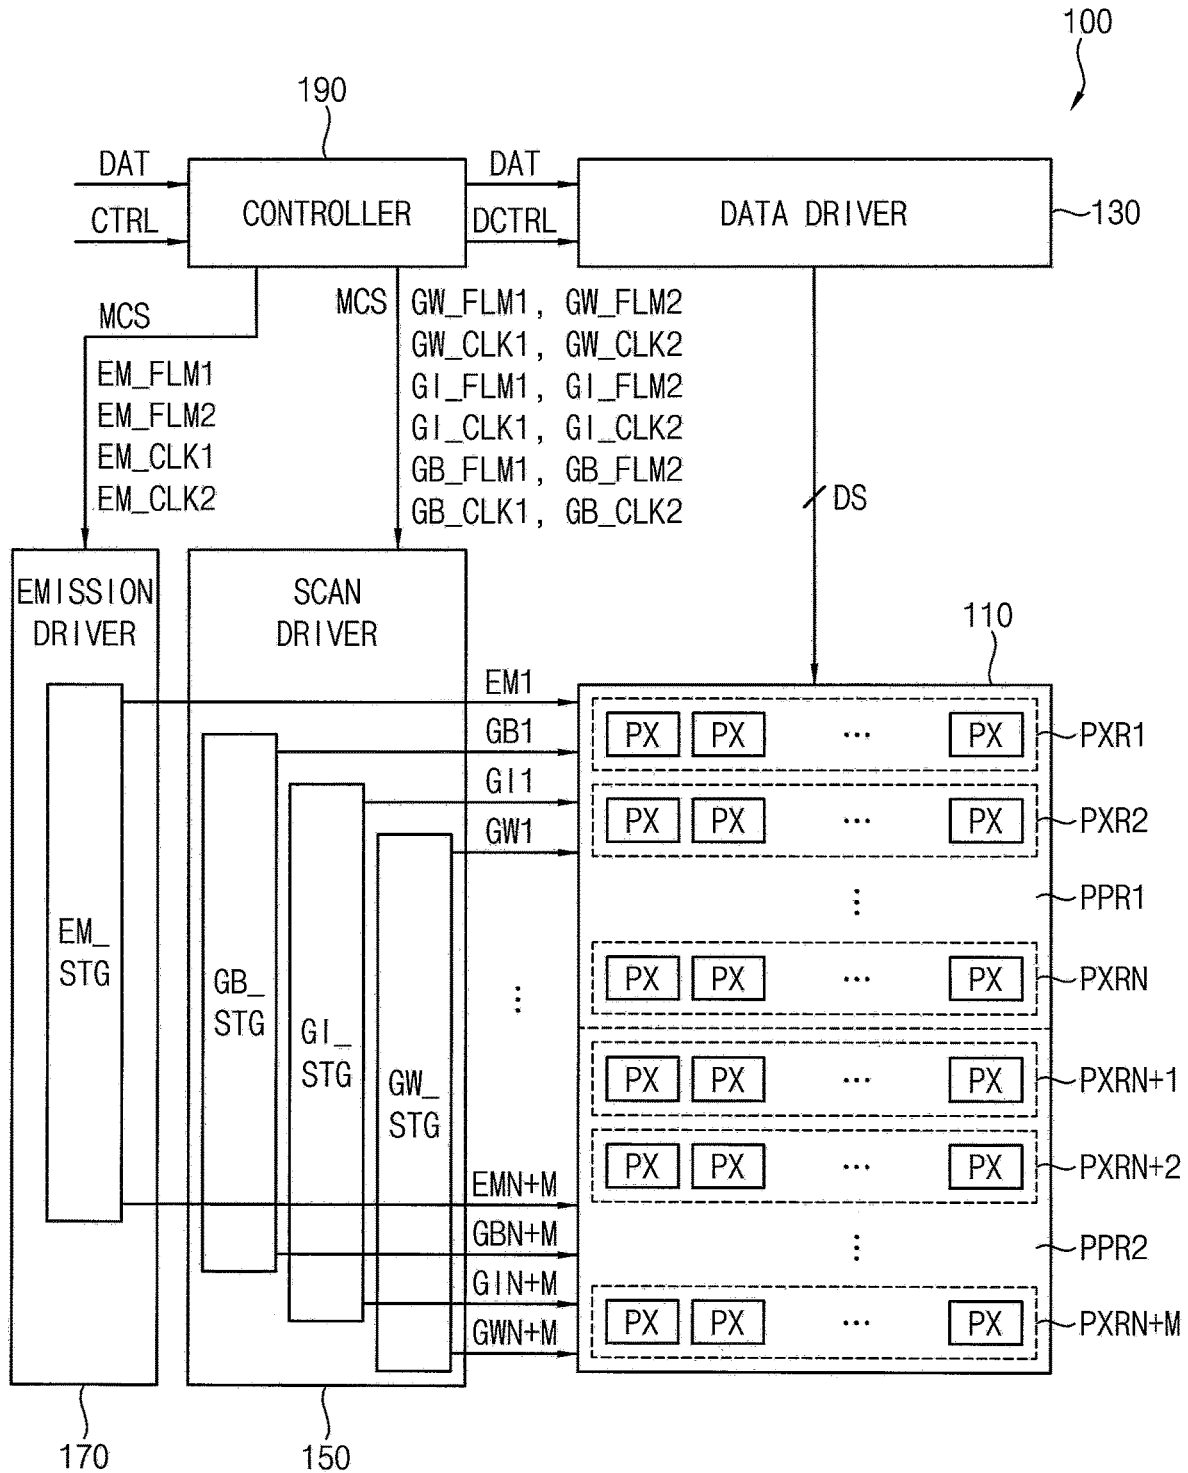 100
190
DAT
DAT
CONTROLLER
DATA DRIVER
130
CTRL
DCTRL
MCS
MCS
GW_FLM1, GW_FLM2
GW_CLK1, GW_CLK2
GI_FLM1, GI_FLM2
GI_CLK1, GI_CLK2
GB_FLM1, GB_FLM2
GB_CLK1, GB_CLK2
EM_FLM1
EM_FLM2
EM_CLK1
EM_CLK2
DS
EMISSION
DRIVER
SCAN
DRIVER
110
EM1
GB1
GI1
GW1
PX PX ... PX PXR1
PX PX ... PX PXR2
⋮ PPR1
PX PX ... PX PXRN
PX PX ... PX PXRN+1
PX PX ... PX PXRN+2
⋮ PPR2
PX PX ... PX PXRN+M
EM_
STG
GB_
STG
GI_
STG
GW_
STG
⋮
EMN+M
GBN+M
GIN+M
GWN+M
170
150